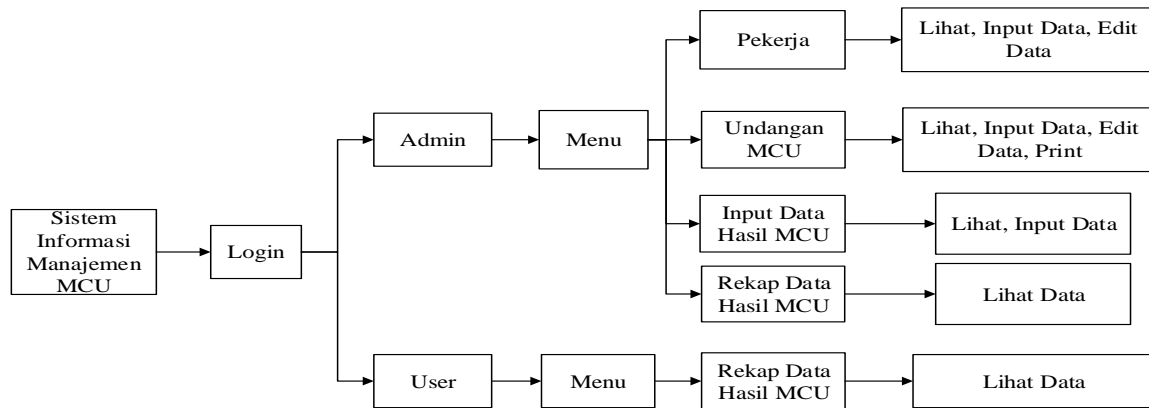 Sistem
Informasi
Manajemen
MCU
Login
Admin
Menu
Pekerja
Lihat, Input Data, Edit
Data
Undangan
MCU
Lihat, Input Data, Edit
Data, Print
Input Data
Hasil MCU
Lihat, Input Data
Rekap Data
Hasil MCU
Lihat Data
User
Menu
Rekap Data
Hasil MCU
Lihat Data